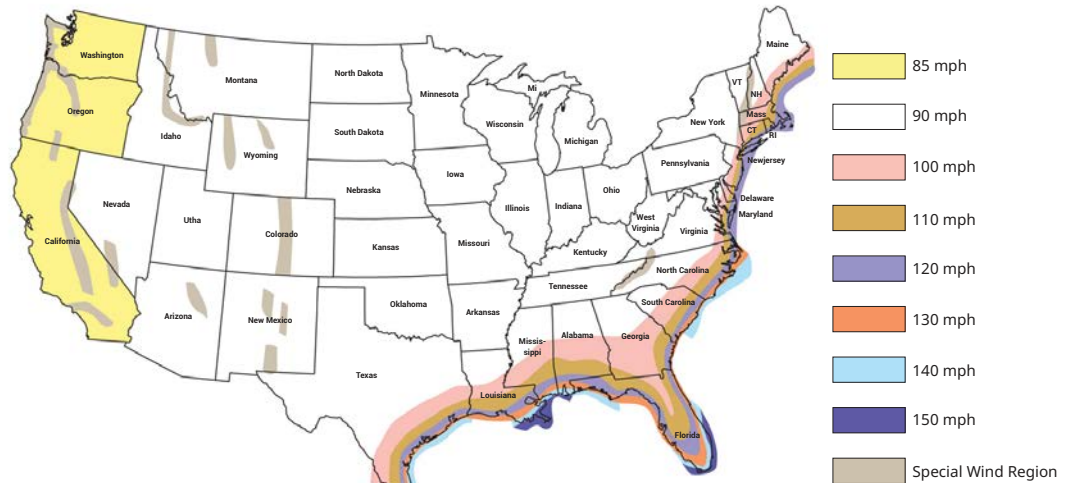 Washington
Oregon
California
Nevada
Idaho
Montana
Wyoming
Utha
Colorado
Arizona
New Mexico
North Dakota
South Dakota
Nebraska
Kansas
Oklahoma
Texas
Minnesota
Iowa
Missouri
Arkansas
Louisiana
Wisconsin
Mi
Michigan
Illinois
Indiana
Ohio
Kentucky
Tennessee
Missis-
sippi
Alabama
Georgia
Florida
South Carolina
North Carolina
Virginia
West
Virginia
Pennsylvania
New York
VT
NH
Maine
Mass
CT
RI
Newjersey
Delaware
Maryland
85 mph
90 mph
100 mph
110 mph
120 mph
130 mph
140 mph
150 mph
Special Wind Region